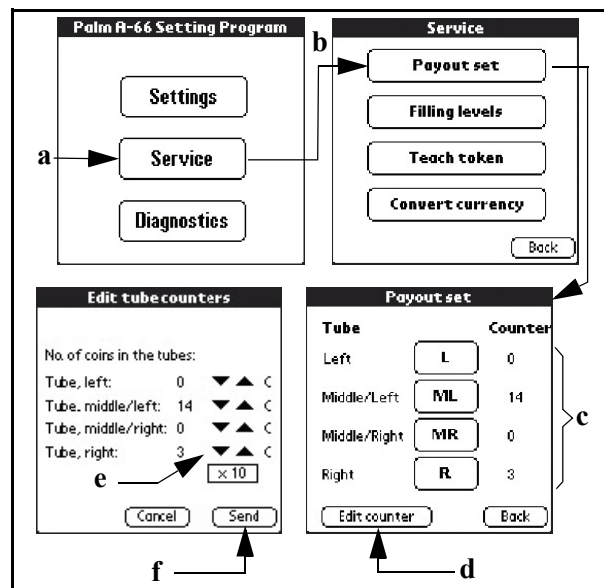 Palm A-66 Setting Program
Settings
a
Service
Diagnostics
b
Service
Payout set
Filling levels
Teach token
Convert currency
Back
Payout set
Tube Counter
Left L 0
Middle/Left ML 14
Middle/Right MR 0
Right R 3
c
Edit counter Back
d
Edit tube counters
No. of coins in the tubes:
Tube, left: 0 ▼ ▲ C
Tube. middle/left: 14 ▼ ▲ C
Tube, middle/right: 0 ▼ ▲ C
Tube, right: 3 ▼ ▲ C
e
x 10
Cancel Send
f